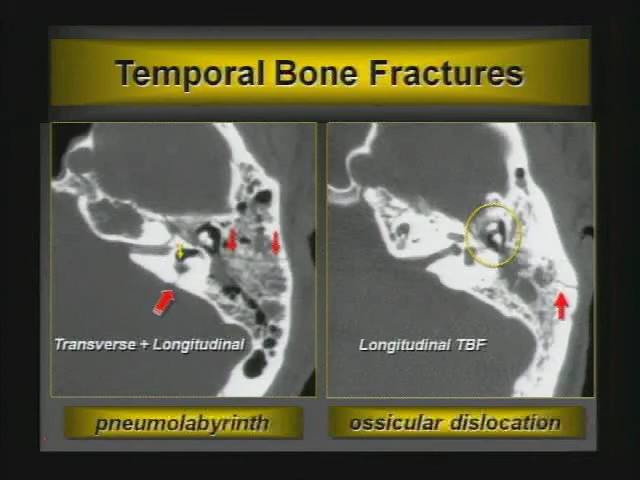 Temporal Bone Fractures
Transverse + Longitudinal
Longitudinal TBF
pneumolabyrinth
ossicular dislocation